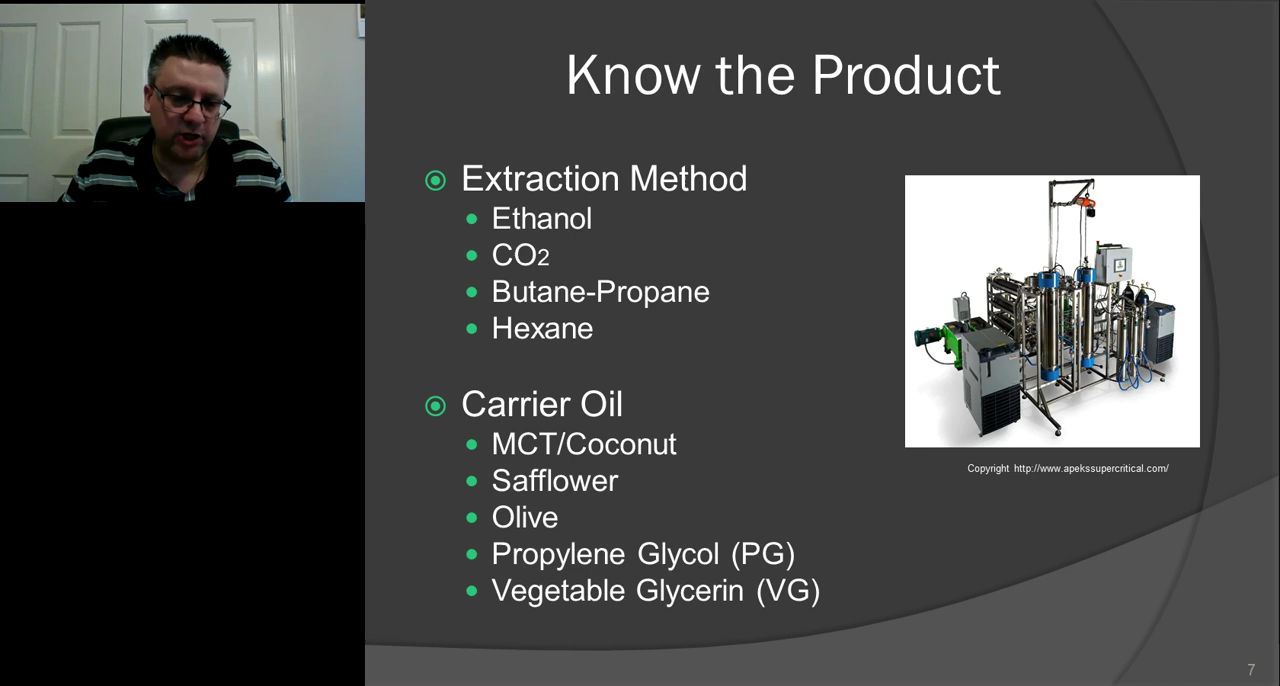 Know the Product
Extraction Method
Ethanol
CO2
Butane-Propane
Hexane
Carrier Oil
MCT/Coconut
Safflower
Olive
Propylene Glycol (PG)
Vegetable Glycerin (VG)
Copyright http://www.apekssupercritical.com/
7